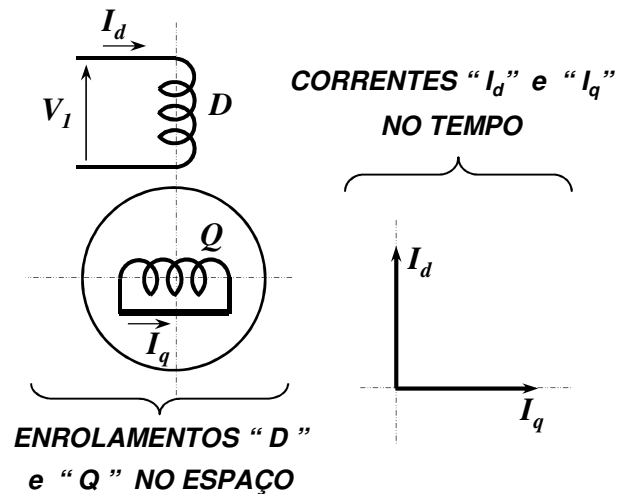 I_d
V_1
D
CORRENTES “ I_d” e “ I_q”
NO TEMPO
Q
I_q
ENROLAMENTOS “ D ”
e “ Q ” NO ESPAÇO
I_d
I_q